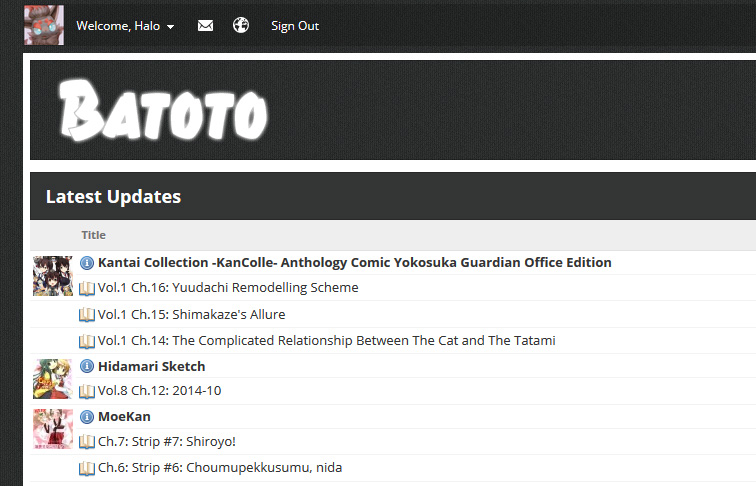 Welcome, Halo
Sign Out
BATOTO
Latest Updates
Title
Kantai Collection -KanColle- Anthology Comic Yokosuka Guardian Office Edition
Vol.1 Ch.16: Yuudachi Remodelling Scheme
Vol.1 Ch.15: Shimakaze's Allure
Vol.1 Ch.14: The Complicated Relationship Between The Cat and The Tatami
Hidamari Sketch
Vol.8 Ch.12: 2014-10
MoeKan
Ch.7: Strip #7: Shiroyo!
Ch.6: Strip #6: Choumupekkusumu, nida